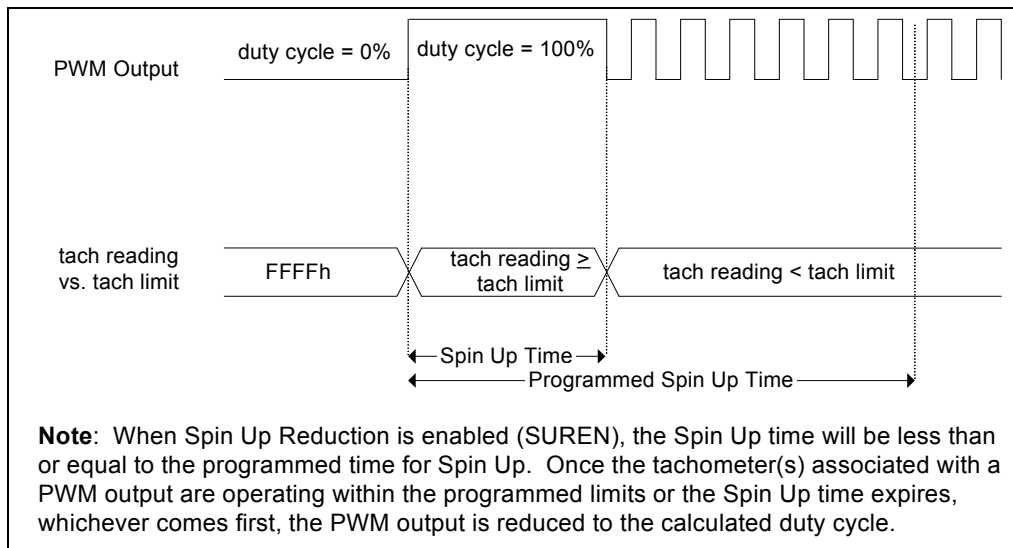 duty cycle = 0%
duty cycle = 100%
PWM Output
tach reading
vs. tach limit
FFFFh
tach reading ≥
tach limit
tach reading < tach limit
Spin Up Time
Programmed Spin Up Time
Note: When Spin Up Reduction is enabled (SUREN), the Spin Up time will be less than
or equal to the programmed time for Spin Up. Once the tachometer(s) associated with a
PWM output are operating within the programmed limits or the Spin Up time expires,
whichever comes first, the PWM output is reduced to the calculated duty cycle.